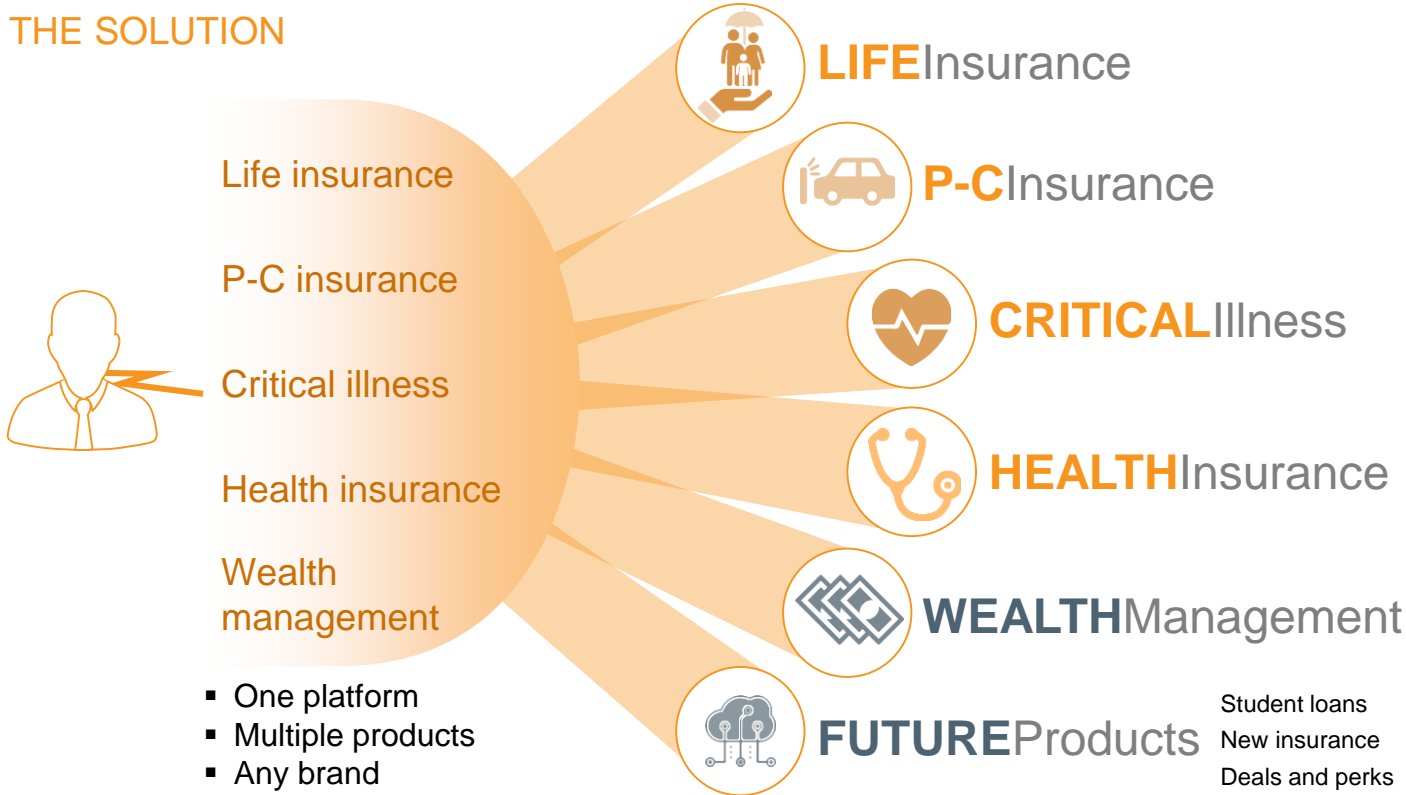 THE SOLUTION
Life insurance
P-C insurance
Critical illness
Health insurance
Wealth
management
▪ One platform
▪ Multiple products
▪ Any brand
LIFEInsurance
P-CInsurance
CRITICALIllness
HEALTHInsurance
WEALTHManagement
FUTUREProducts
Student loans
New insurance
Deals and perks